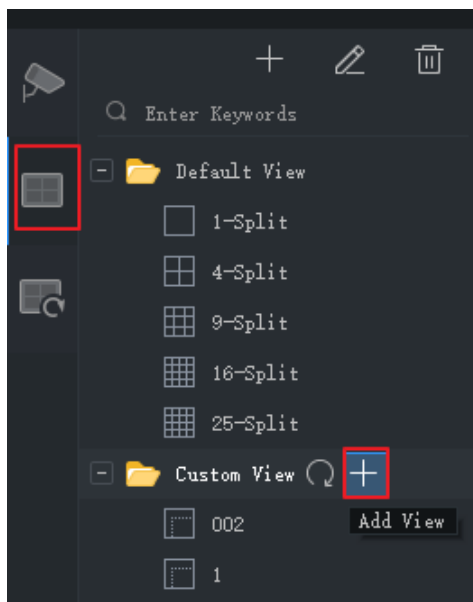 Enter Keywords
Default View
1-Split
4-Split
9-Split
16-Split
25-Split
Custom View
Add View
002
1